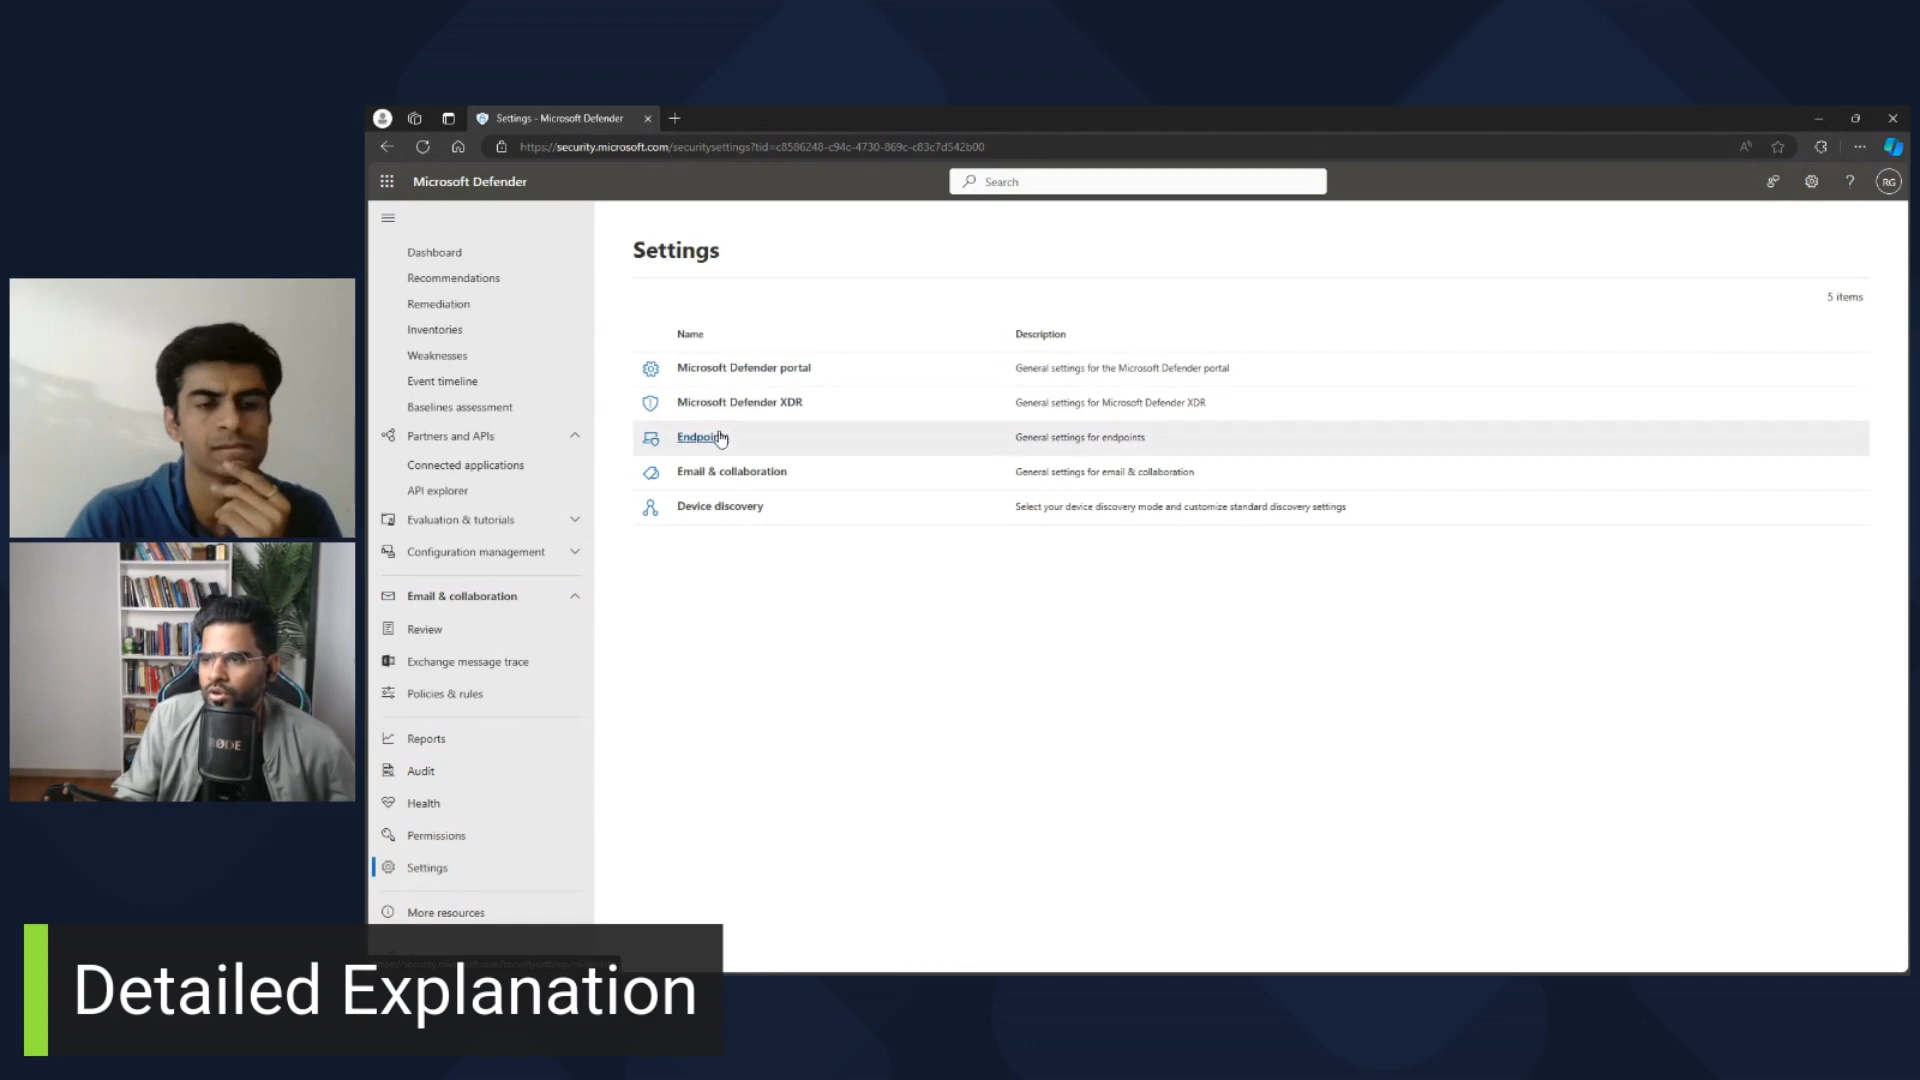 Settings - Microsoft Defender
https://security.microsoft.com/securitysettings?tid=c8586248-c94c-4730-869c-c83c7d542b00
Microsoft Defender
Search
RG
Dashboard
Recommendations
Remediation
Inventories
Weaknesses
Event timeline
Baselines assessment
Partners and APIs
Connected applications
API explorer
Evaluation & tutorials
Configuration management
Email & collaboration
Review
Exchange message trace
Policies & rules
Reports
Audit
Health
Permissions
Settings
More resources
Settings
5 items
Name Description
Microsoft Defender portal General settings for the Microsoft Defender portal
Microsoft Defender XDR General settings for Microsoft Defender XDR
Endpoints General settings for endpoints
Email & collaboration General settings for email & collaboration
Device discovery Select your device discovery mode and customize standard discovery settings
RØDE
Detailed Explanation